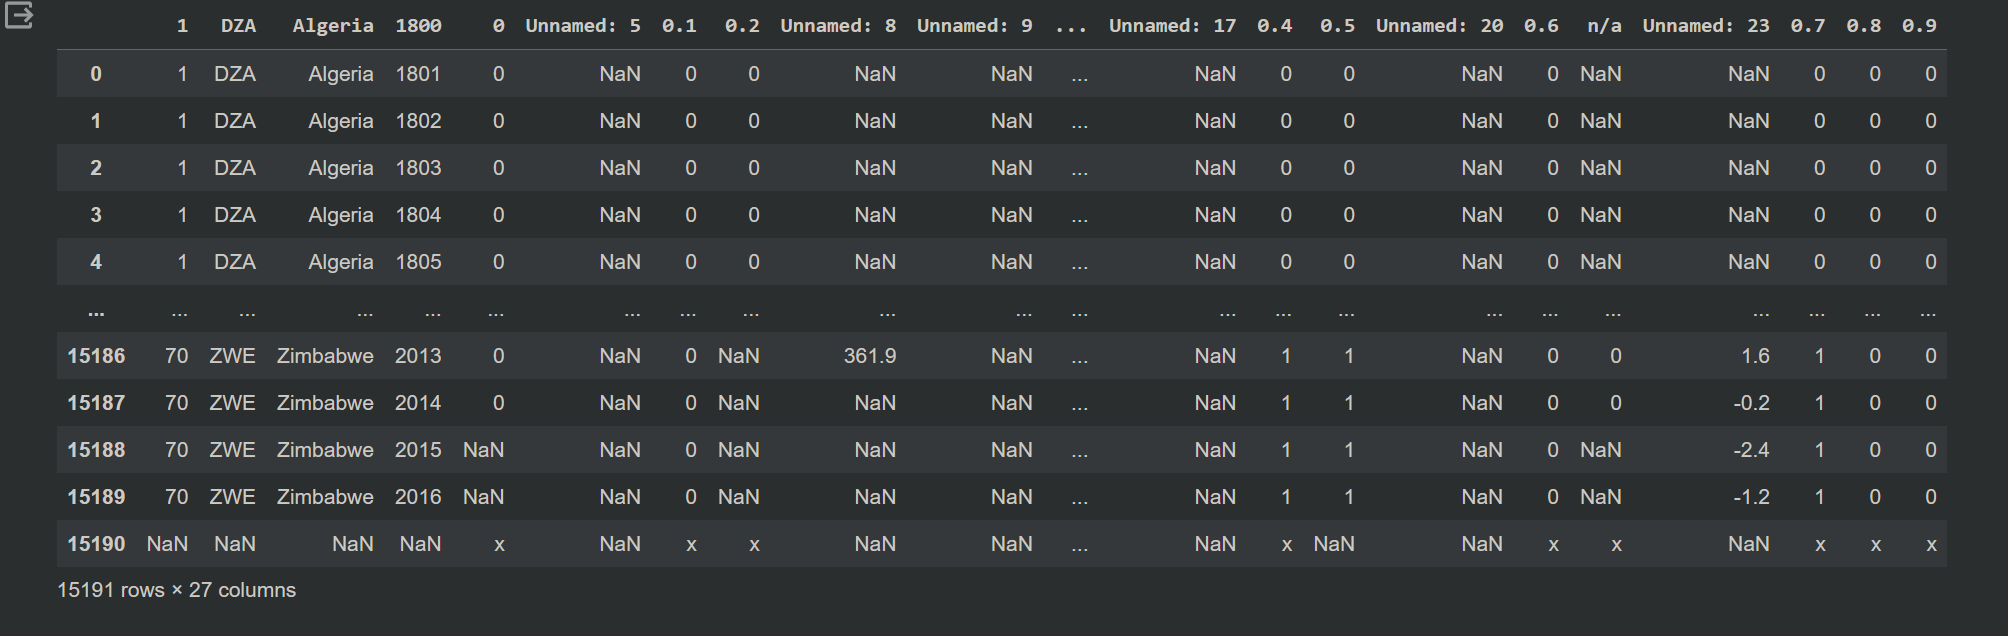 1 DZA Algeria 1800 0 Unnamed: 5 0.1 0.2 Unnamed: 8 Unnamed: 9 ... Unnamed: 17 0.4 0.5 Unnamed: 20 0.6 n/a Unnamed: 23 0.7 0.8 0.9
0 1 DZA Algeria 1801 0 NaN 0 0 NaN NaN ... NaN 0 0 NaN 0 NaN NaN 0 0 0
1 1 DZA Algeria 1802 0 NaN 0 0 NaN NaN ... NaN 0 0 NaN 0 NaN NaN 0 0 0
2 1 DZA Algeria 1803 0 NaN 0 0 NaN NaN ... NaN 0 0 NaN 0 NaN NaN 0 0 0
3 1 DZA Algeria 1804 0 NaN 0 0 NaN NaN ... NaN 0 0 NaN 0 NaN NaN 0 0 0
4 1 DZA Algeria 1805 0 NaN 0 0 NaN NaN ... NaN 0 0 NaN 0 NaN NaN 0 0 0
... ... ... ... ... ... ... ... ... ... ... ... ... ... ... ... ... ... ... ... ...
15186 70 ZWE Zimbabwe 2013 0 NaN 0 NaN 361.9 NaN ... NaN 1 1 NaN 0 0 1.6 1 0 0
15187 70 ZWE Zimbabwe 2014 0 NaN 0 NaN NaN NaN ... NaN 1 1 NaN 0 0 -0.2 1 0 0
15188 70 ZWE Zimbabwe 2015 NaN NaN 0 NaN NaN NaN ... NaN 1 1 NaN 0 NaN -2.4 1 0 0
15189 70 ZWE Zimbabwe 2016 NaN NaN 0 NaN NaN NaN ... NaN 1 1 NaN 0 NaN -1.2 1 0 0
15190 NaN NaN NaN NaN x NaN x x NaN NaN ... NaN x NaN NaN x x NaN x x x
15191 rows × 27 columns